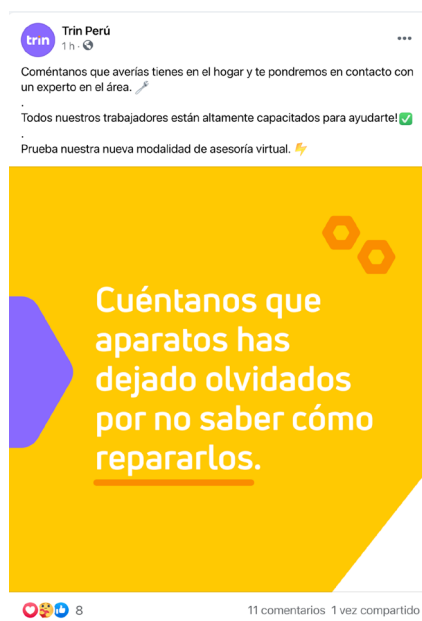 trin
Trin Perú
1 h ·
Coméntanos que averías tienes en el hogar y te pondremos en contacto con
un experto en el área. 🔧
.
Todos nuestros trabajadores están altamente capacitados para ayudarte!✅
.
Prueba nuestra nueva modalidad de asesoría virtual. ⚡
Cuéntanos que
aparatos has
dejado olvidados
por no saber cómo
repararlos.
8
11 comentarios 1 vez compartido